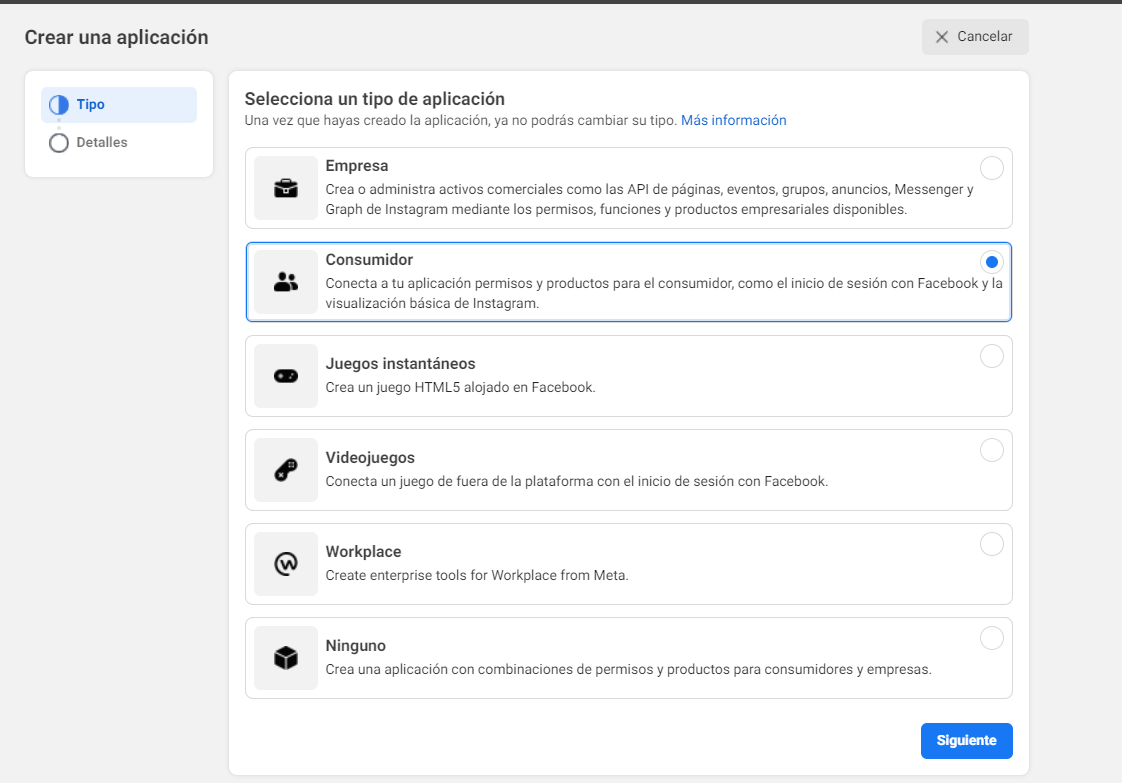 Crear una aplicación
Cancelar
Tipo
Detalles
Selecciona un tipo de aplicación
Una vez que hayas creado la aplicación, ya no podrás cambiar su tipo. Más información
Empresa
Crea o administra activos comerciales como las API de páginas, eventos, grupos, anuncios, Messenger y
Graph de Instagram mediante los permisos, funciones y productos empresariales disponibles.
Consumidor
Conecta a tu aplicación permisos y productos para el consumidor, como el inicio de sesión con Facebook y la
visualización básica de Instagram.
Juegos instantáneos
Crea un juego HTML5 alojado en Facebook.
Videojuegos
Conecta un juego de fuera de la plataforma con el inicio de sesión con Facebook.
Workplace
Create enterprise tools for Workplace from Meta.
Ninguno
Crea una aplicación con combinaciones de permisos y productos para consumidores y empresas.
Siguiente